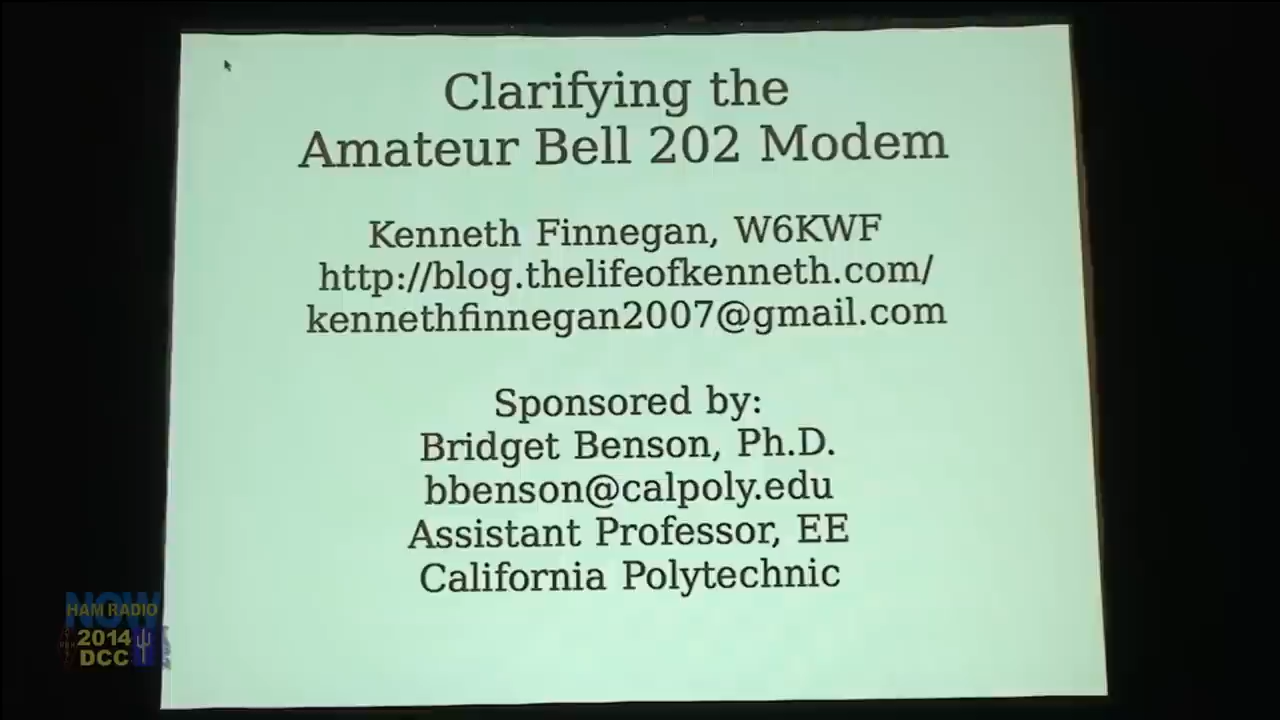 Clarifying the
Amateur Bell 202 Modem
Kenneth Finnegan, W6KWF
http://blog.thelifeofkenneth.com/
kennethfinnegan2007@gmail.com
Sponsored by:
Bridget Benson, Ph.D.
bbenson@calpoly.edu
Assistant Professor, EE
California Polytechnic
NOW
HAM RADIO
2014
DCC